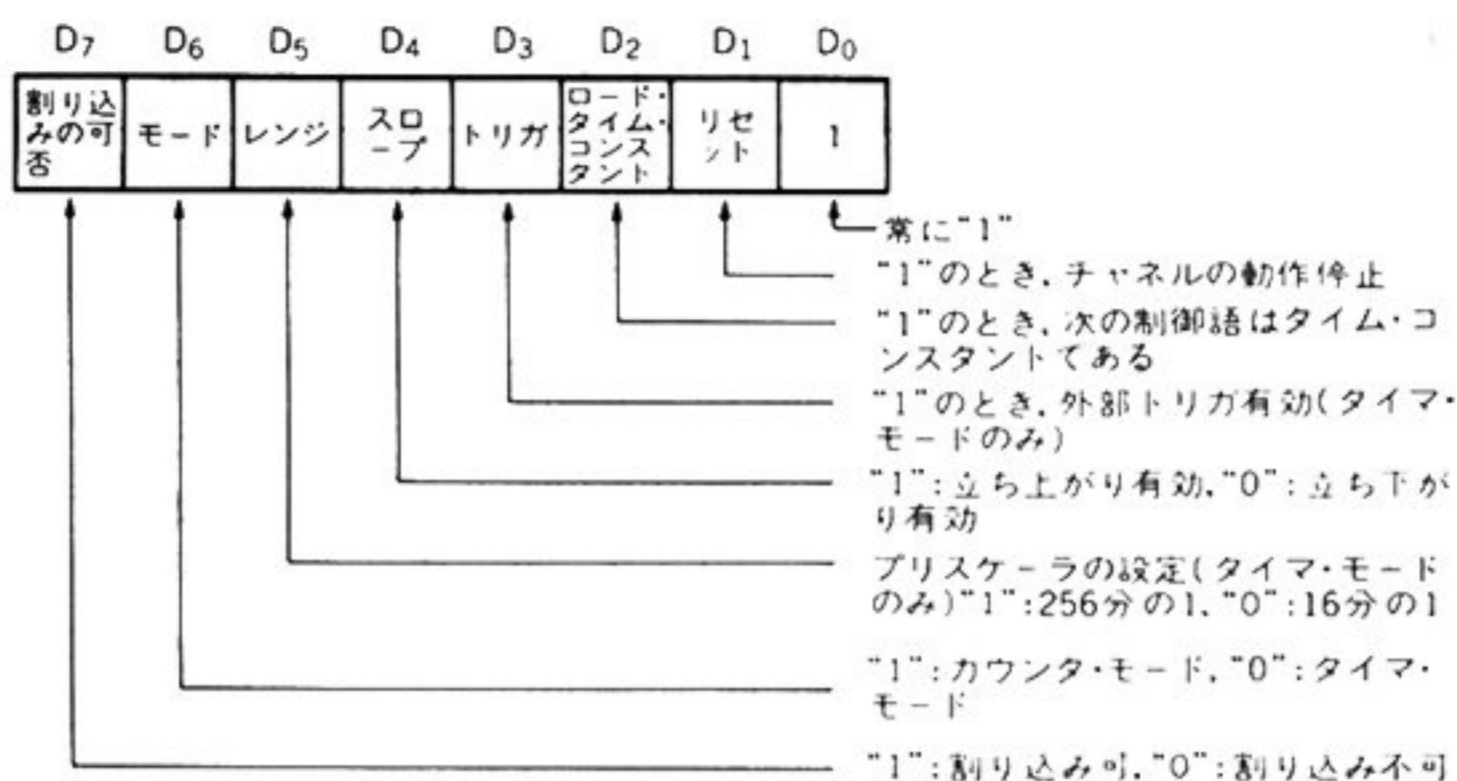 D7 D6 D5 D4 D3 D2 D1 D0
割り込
みの可
否
モード
レンジ
スロ
ープ
トリガ
ロード・
タイム・
コンス
タント
リセ
ット
1
常に"1"
"1"のとき,チャネルの動作停止
"1"のとき,次の制御語はタイム・コ
ンスタントである
"1"のとき,外部トリガ有効(タイマ・
モードのみ)
"1":立ち上がり有効,"0":立ち下が
り有効
プリスケーラの設定(タイマ・モード
のみ)"1":256分の1,"0":16分の1
"1":カウンタ・モード,"0":タイマ・
モード
"1":割り込み可,"0":割り込み不可